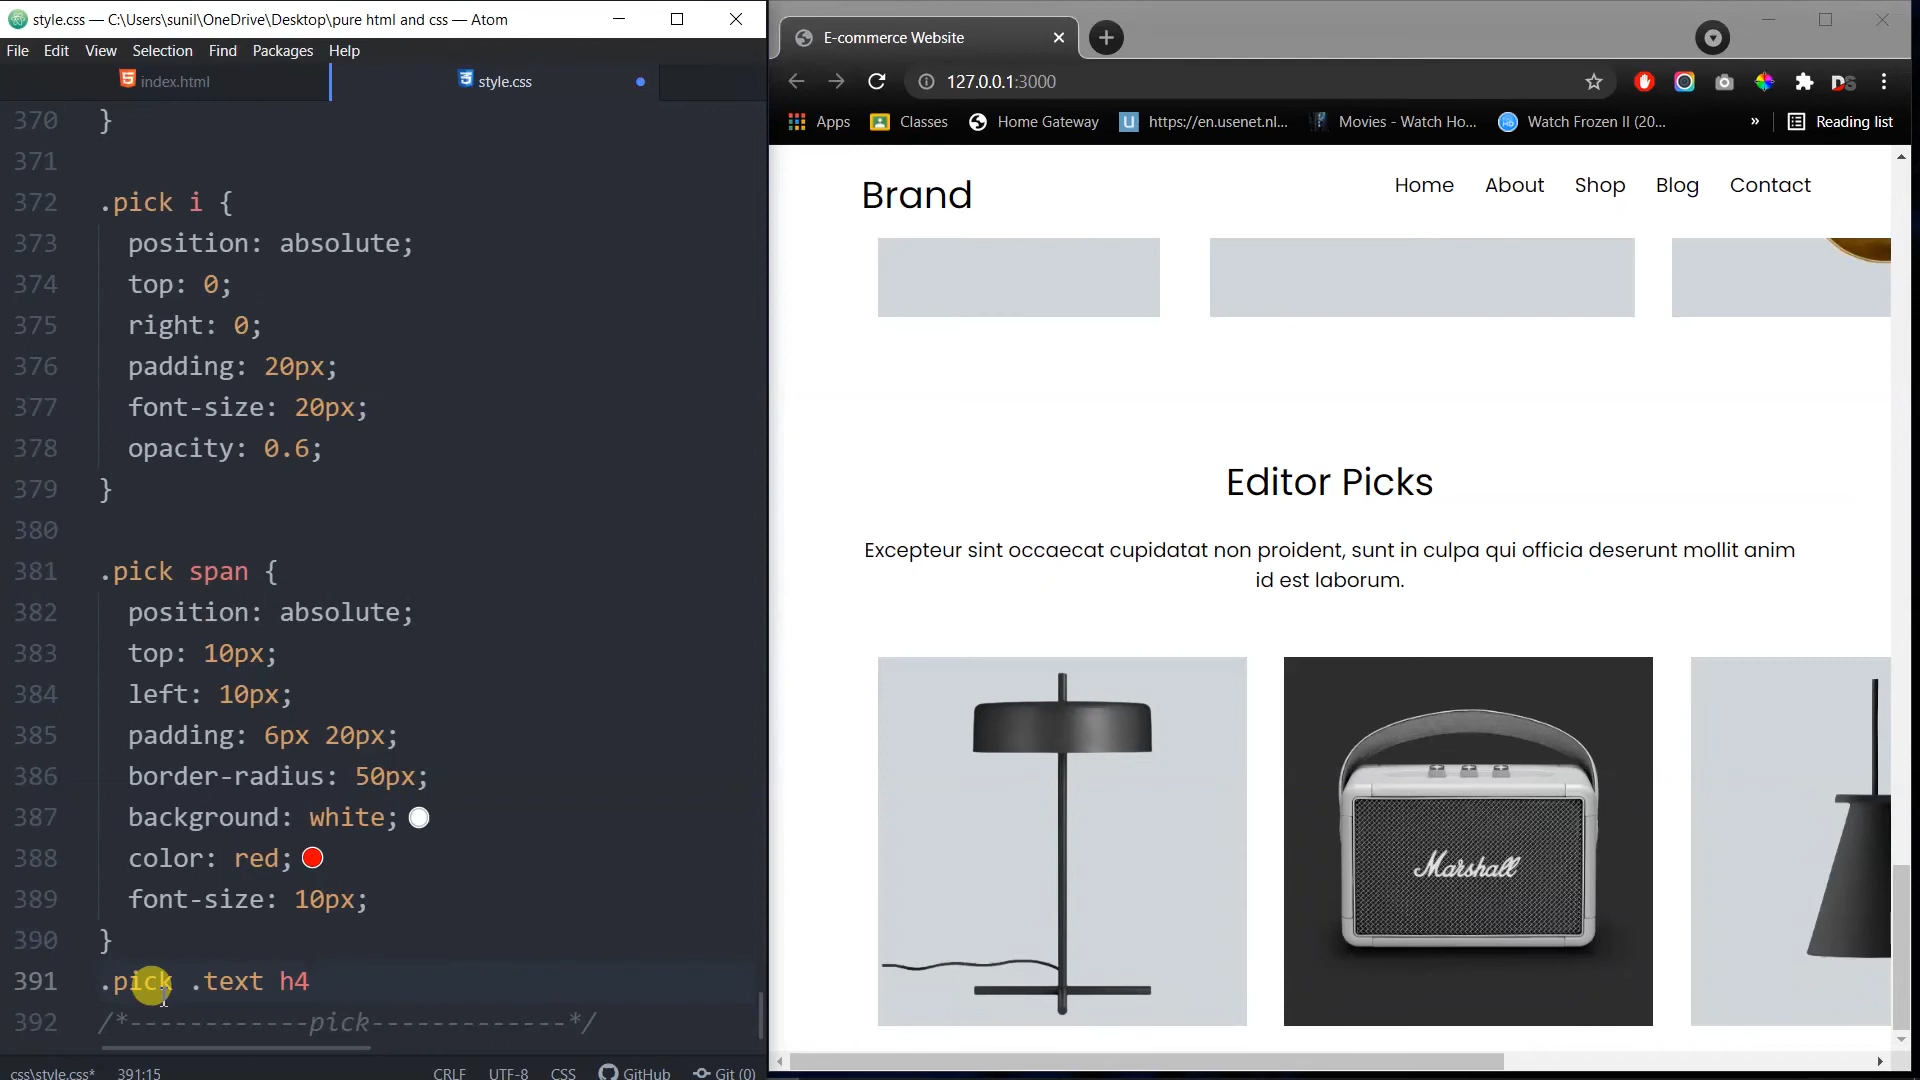 style.css — C:\Users\sunil\OneDrive\Desktop\pure html and css — Atom
File Edit View Selection Find Packages Help
index.html style.css
370 }
371
372 .pick i {
373 position: absolute;
374 top: 0;
375 right: 0;
376 padding: 20px;
377 font-size: 20px;
378 opacity: 0.6;
379 }
380
381 .pick span {
382 position: absolute;
383 top: 10px;
384 left: 10px;
385 padding: 6px 20px;
386 border-radius: 50px;
387 background: white;
388 color: red;
389 font-size: 10px;
390 }
391 .pick .text h4
392 /*------------pick-------------*/
css\style.css* 391:15 CRLF UTF-8 CSS GitHub Git (0)
E-commerce Website
127.0.0.1:3000
Apps Classes Home Gateway https://en.usenet.nl... Movies - Watch Ho... Watch Frozen II (20... » Reading list
Brand Home About Shop Blog Contact
Editor Picks
Excepteur sint occaecat cupidatat non proident, sunt in culpa qui officia deserunt mollit anim
id est laborum.
Marshall